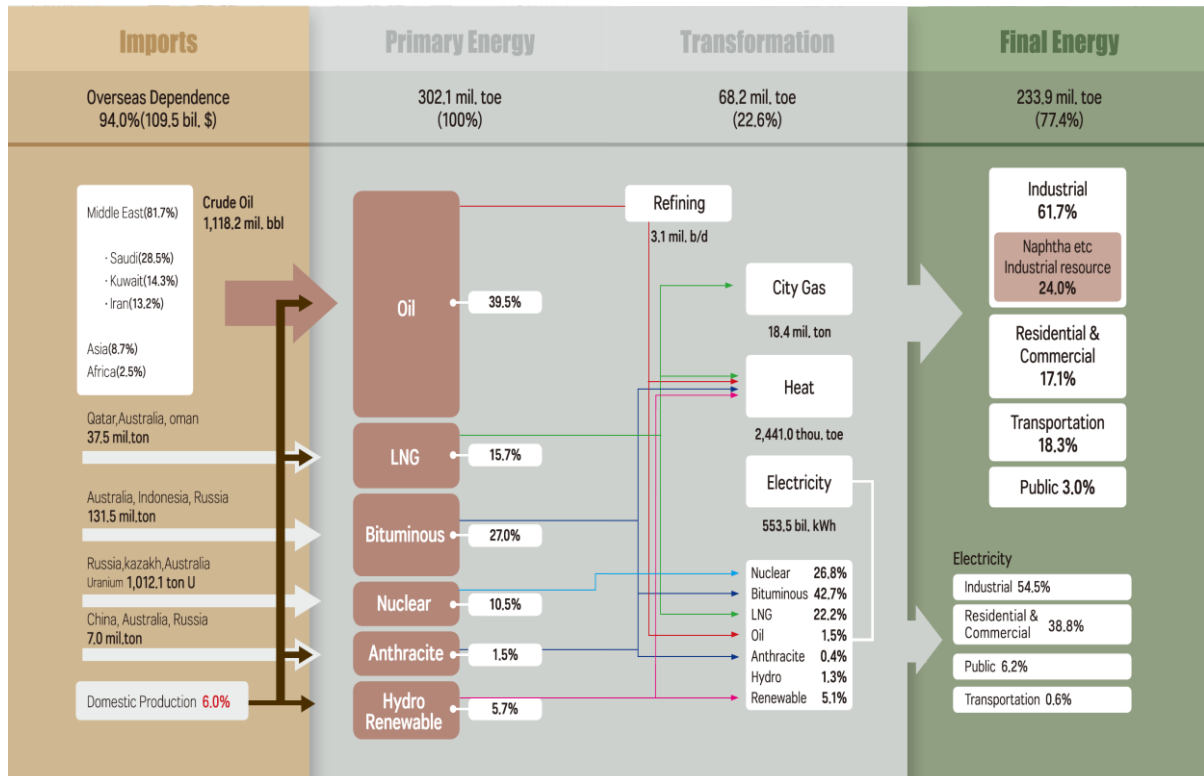 Imports
Overseas Dependence
94.0%(109.5 bil. $)
Middle East(81.7%)
· Saudi(28.5%)
· Kuwait(14.3%)
· Iran(13.2%)
Asia(8.7%)
Africa(2.5%)
Crude Oil
1,118.2 mil. bbl
Qatar,Australia, oman
37.5 mil.ton
Australia, Indonesia, Russia
131.5 mil.ton
Russia,kazakh,Australia
Uranium 1,012.1 ton U
China, Australia, Russia
7.0 mil.ton
Domestic Production 6.0%
Primary Energy
302.1 mil. toe
(100%)
Oil
39.5%
LNG
15.7%
Bituminous
27.0%
Nuclear
10.5%
Anthracite
1.5%
Hydro
Renewable
5.7%
Transformation
68.2 mil. toe
(22.6%)
Refining
3.1 mil. b/d
City Gas
18.4 mil. ton
Heat
2,441.0 thou. toe
Electricity
553.5 bil. kWh
Nuclear 26.8%
Bituminous 42.7%
LNG 22.2%
Oil 1.5%
Anthracite 0.4%
Hydro 1.3%
Renewable 5.1%
Final Energy
233.9 mil. toe
(77.4%)
Industrial
61.7%
Naphtha etc
Industrial resource
24.0%
Residential &
Commercial
17.1%
Transportation
18.3%
Public 3.0%
Electricity
Industrial 54.5%
Residential &
Commercial 38.8%
Public 6.2%
Transportation 0.6%